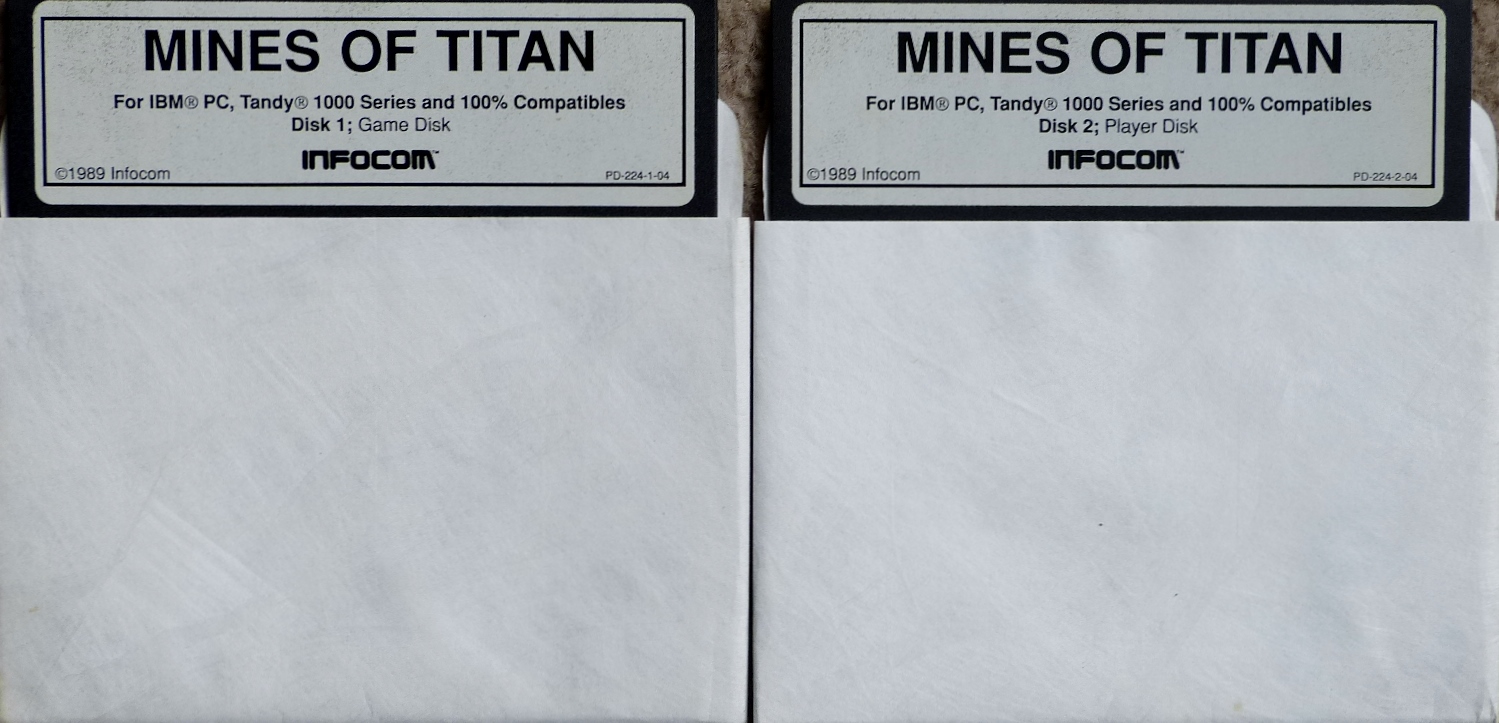 MINES OF TITAN
For IBM® PC, Tandy® 1000 Series and 100% Compatibles
Disk 1; Game Disk
INFOCOM™
©1989 Infocom
PD-224-1-04
MINES OF TITAN
For IBM® PC, Tandy® 1000 Series and 100% Compatibles
Disk 2; Player Disk
INFOCOM™
©1989 Infocom
PD-224-2-04